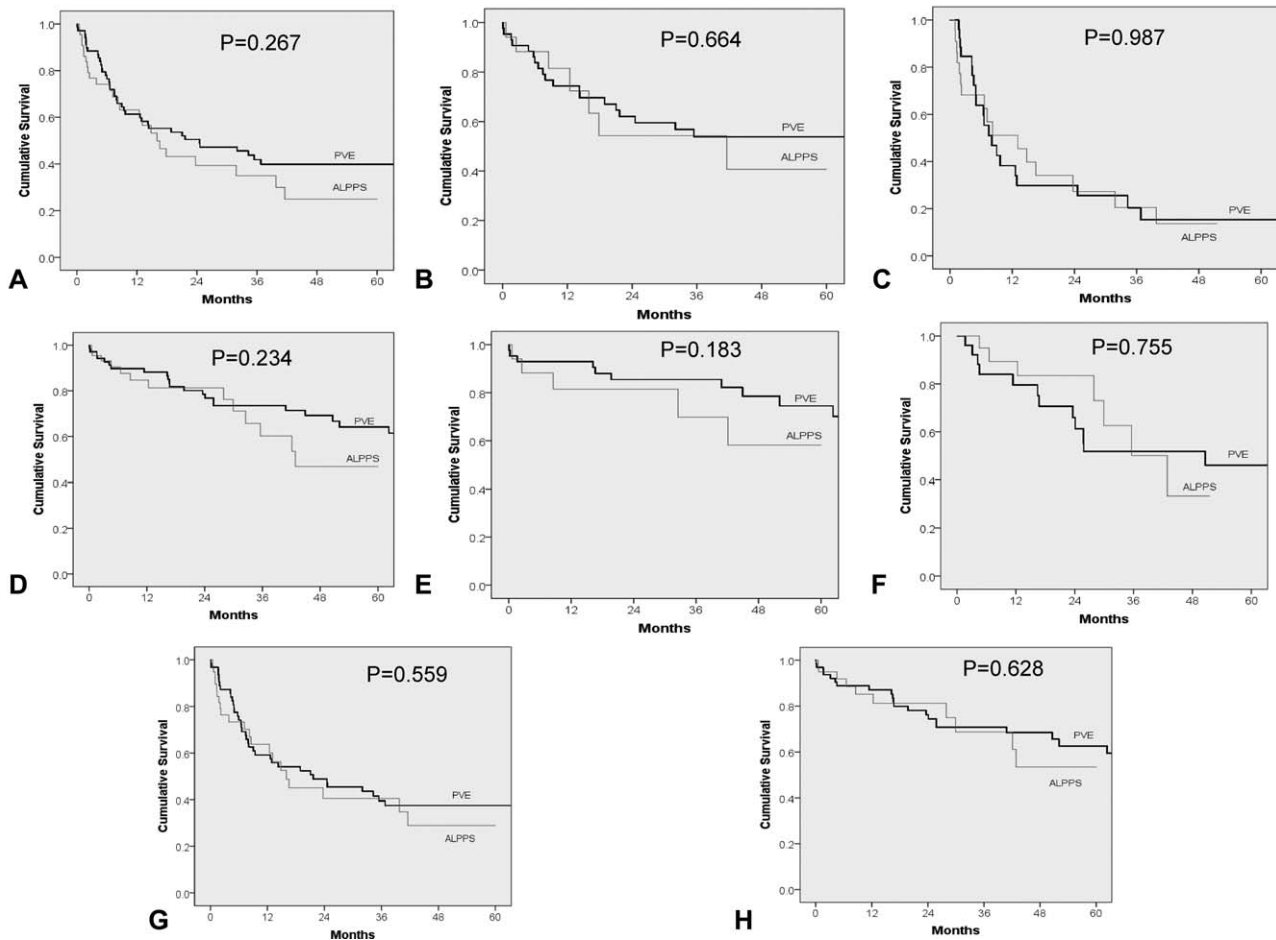 P=0.267
1.0
0.8
0.6
0.4
0.2
0.0
Cumulative Survival
PVE
ALPPS
0 12 24 36 48 60
Months
A
P=0.664
1.0
0.8
0.6
0.4
0.2
0.0
Cumulative Survival
PVE
ALPPS
0 12 24 36 48 60
Months
B
P=0.987
1.0
0.8
0.6
0.4
0.2
0.0
Cumulative Survival
PVE
ALPPS
0 12 24 36 48 60
Months
C
P=0.234
1.0
0.8
0.6
0.4
0.2
0.0
Cumulative Survival
PVE
ALPPS
0 12 24 36 48 60
Months
D
P=0.183
1.0
0.8
0.6
0.4
0.2
0.0
Cumulative Survival
PVE
ALPPS
0 12 24 36 48 60
Months
E
P=0.755
1.0
0.8
0.6
0.4
0.2
0.0
Cumulative Survival
PVE
ALPPS
0 12 24 36 48 60
Months
F
P=0.559
1.0
0.8
0.6
0.4
0.2
0.0
Cumulative Survival
PVE
ALPPS
0 12 24 36 48 60
Months
G
P=0.628
1.0
0.8
0.6
0.4
0.2
0.0
Cumulative Survival
PVE
ALPPS
0 12 24 36 48 60
Months
H